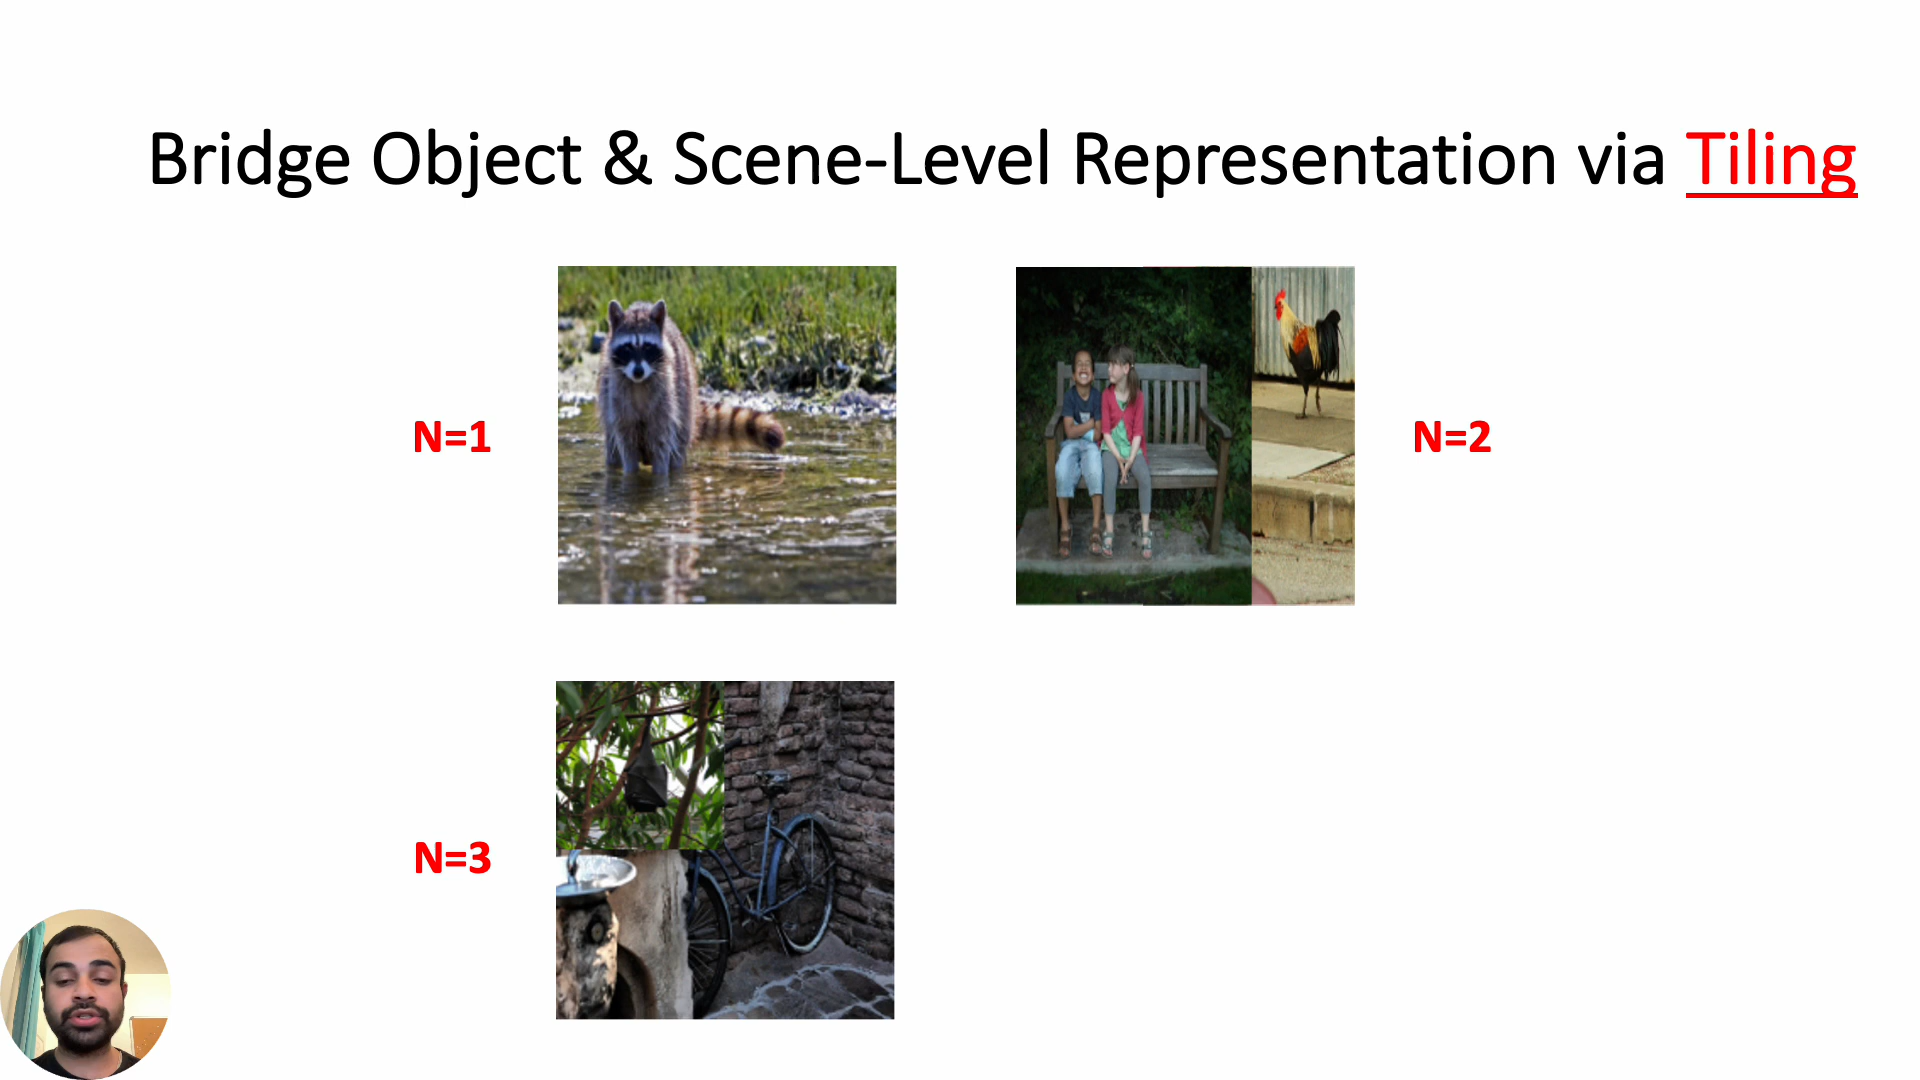 Bridge Object & Scene-Level Representation via Tiling
N=1
N=2
N=3